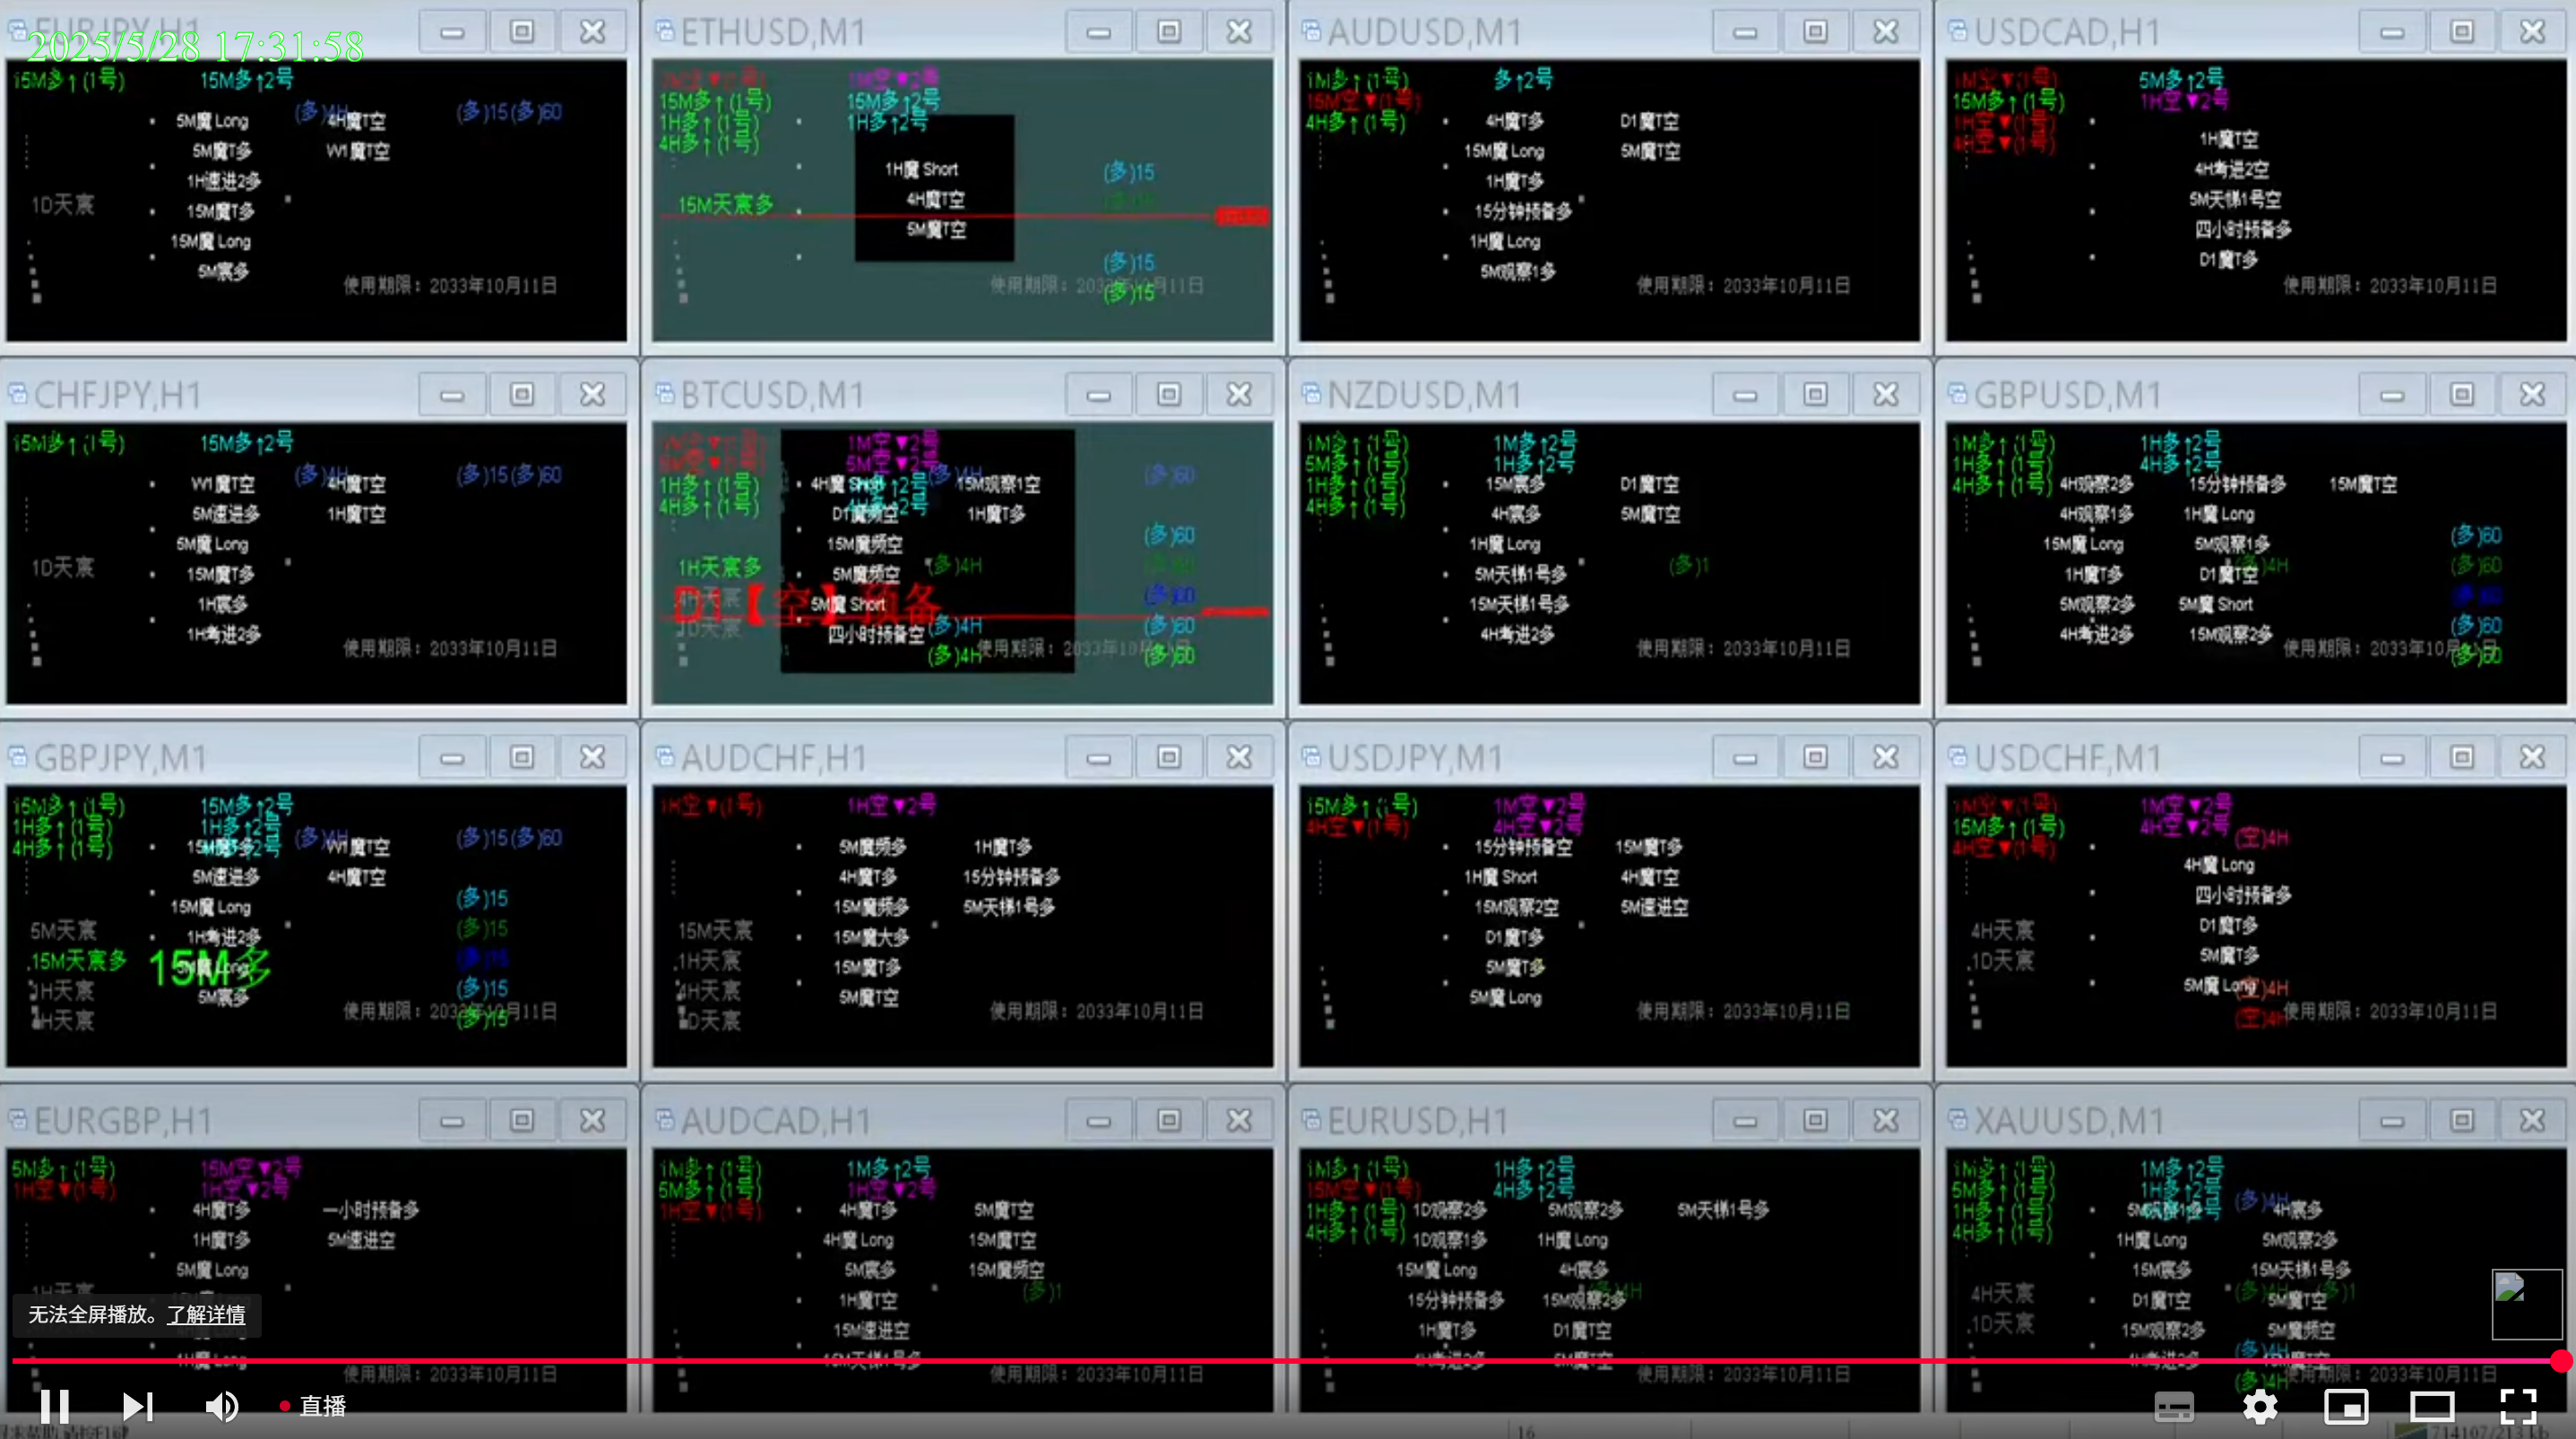 EURJPY,H1
2025/5/28 17:31:58
15M多↑(1号) 15M多↑2号
(多)4H (多)15(多)60
5M魔 Long 4H魔T空
5M魔T多 W1魔T空
1H速进2多
1D天宸 15M魔T多
15M魔 Long
5M宸多
使用期限：2033年10月11日
ETHUSD,M1
1M空▼2号
15M多↑(1号) 15M多↑2号
1H多↑(1号) 1H多↑2号
4H多↑(1号)
1H魔 Short (多)15
15M天宸多 4H魔T空
5M魔T空
(多)15
使用期限：2033年10月11日
(多)15
AUDUSD,M1
1M多↑(1号) 多↑2号
15M空▼(1号)
4H多↑(1号) 4H魔T多 D1魔T空
15M魔 Long 5M魔T空
1H魔T多
15分钟预备多
1H魔 Long
5M观察1多
使用期限：2033年10月11日
USDCAD,H1
1M空▼(1号) 5M多↑2号
15M多↑(1号) 1H空▼2号
1H空▼(1号)
4H空▼(1号) 1H魔T空
4H考进2空
5M天梯1号空
四小时预备多
D1魔T多
使用期限：2033年10月11日
CHFJPY,H1
15M多↑(1号) 15M多↑2号
(多)4H (多)15(多)60
W1魔T空 4H魔T空
5M速进多 1H魔T空
5M魔 Long
1D天宸 15M魔T多
1H宸多
1H考进2多
使用期限：2033年10月11日
BTCUSD,M1
1M空▼(1号) 1M空▼2号
5M空▼(1号) 5M空▼2号
1H多↑(1号) 4H魔 Short (多)4H 15M观察1空 (多)60
4H多↑(1号) D1魔频空 1H魔T多
15M魔频空 (多)60
1H天宸多 5M魔频空 (多)4H
4H天宸 5M魔 Short (多)60
D1【空】预备
1D天宸 四小时预备空 (多)4H (多)60
(多)4H 使用期限：2033年10月11日 (多)60
NZDUSD,M1
1M多↑(1号) 1M多↑2号
5M多↑(1号) 1H多↑2号
1H多↑(1号) 15M宸多 D1魔T空
4H多↑(1号) 4H宸多 5M魔T空
1H魔 Long
5M天梯1号多 (多)1
15M天梯1号多
4H考进2多
使用期限：2033年10月11日
GBPUSD,M1
1M多↑(1号) 1H多↑2号
1H多↑(1号) 4H多↑2号
4H多↑(1号) 4H观察2多 15分钟预备多 15M魔T空
4H观察1多 1H魔 Long
15M魔 Long 5M观察1多 (多)60
1H魔T多 D1魔T空 (多)4H (多)60
5M观察2多 5M魔 Short (多)60
4H考进2多 15M观察2多 (多)60
使用期限：2033年10月11日 (多)60
GBPJPY,M1
15M多↑(1号) 15M多↑2号
1H多↑(1号) 1H多↑2号
(多)4H (多)15(多)60
4H多↑(1号) W1魔T空
5M速进多 4H魔T空
15M魔 Long (多)15
5M天宸 1H考进2多 (多)15
15M天宸多 15M多 5M魔 Long (多)15
1H天宸 5M宸多 (多)15
4H天宸 使用期限：2033年10月11日 (多)15
AUDCHF,H1
1H空▼(1号) 1H空▼2号
5M魔频多 1H魔T多
4H魔T多 15分钟预备多
15M魔频多 5M天梯1号多
15M天宸 15M魔大多
1H天宸 15M魔T多
4H天宸 5M魔T空
1D天宸 使用期限：2033年10月11日
USDJPY,M1
15M多↑(1号) 1M空▼2号
4H空▼(1号) 4H空▼2号
15分钟预备空 15M魔T多
1H魔 Short 4H魔T空
15M观察2空 5M速进空
D1魔T多
5M魔T多
5M魔 Long
使用期限：2033年10月11日
USDCHF,M1
1M空▼(1号) 1M空▼2号
15M多↑(1号) 4H空▼2号
4H空▼(1号) (空)4H
4H魔 Long
四小时预备多
4H天宸 D1魔T多
1D天宸 5M魔T多
5M魔 Long (空)4H
(空)4H 使用期限：2033年10月11日
EURGBP,H1
5M多↑(1号) 15M空▼2号
1H空▼(1号) 1H空▼2号
4H魔T多 一小时预备多
1H魔T多 5M速进空
5M魔 Long
1H天宸
无法全屏播放。了解详情
1H魔 Long
使用期限：2033年10月11日
AUDCAD,H1
1M多↑(1号) 1M多↑2号
5M多↑(1号) 1H空▼2号
1H空▼(1号) 4H魔T多 5M魔T空
4H魔 Long 15M魔T空
5M宸多 15M魔频空
1H魔T空 (多)1
15M速进空
15M天梯1号多
使用期限：2033年10月11日
EURUSD,H1
1M多↑(1号) 1H多↑2号
15M空▼(1号) 4H多↑2号
1H多↑(1号) 1D观察2多 5M观察2多 5M天梯1号多
4H多↑(1号) 1D观察1多 1H魔 Long
15M魔 Long 4H宸多
15分钟预备多 15M观察2多
1H魔T多 D1魔T空
4H考进2多 5M魔T空
使用期限：2033年10月11日
XAUUSD,M1
1M多↑(1号) 1M多↑2号
5M多↑(1号) 1H多↑2号
1H多↑(1号) (多)4H 4H宸多
4H多↑(1号) 1H魔 Long 5M观察2多
15M宸多 15M天梯1号多
4H天宸 D1魔T空 5M魔T空
1D天宸 15M观察2多 5M魔频空
4H考进2多 (多)4H
(多)4H 使用期限：2033年10月11日
直播
16
714107/213 kb